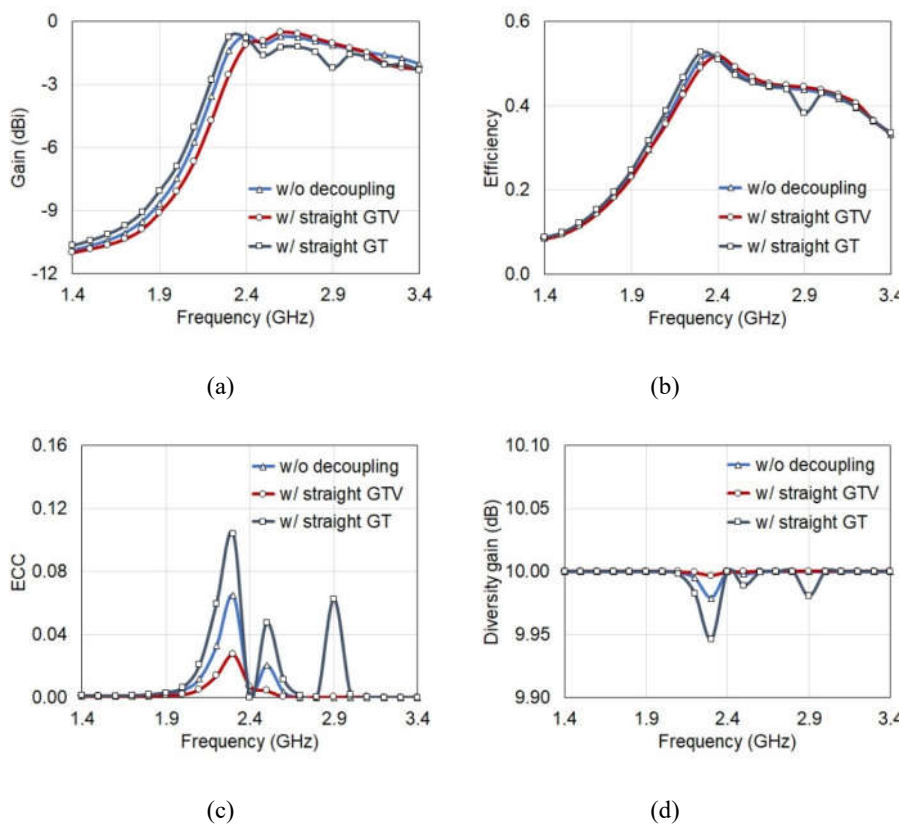 0
-3
-6
-9
-12
Gain (dBi)
w/o decoupling
w/ straight GTV
w/ straight GT
1.4 1.9 2.4 2.9 3.4
Frequency (GHz)
(a)
0.6
0.4
0.2
0.0
Efficiency
w/o decoupling
w/ straight GTV
w/ straight GT
1.4 1.9 2.4 2.9 3.4
Frequency (GHz)
(b)
0.16
0.12
0.08
0.04
0.00
ECC
w/o decoupling
w/ straight GTV
w/ straight GT
1.4 1.9 2.4 2.9 3.4
Frequency (GHz)
(c)
10.10
10.05
10.00
9.95
9.90
Diversity gain (dB)
w/o decoupling
w/ straight GTV
w/ straight GT
1.4 1.9 2.4 2.9 3.4
Frequency (GHz)
(d)